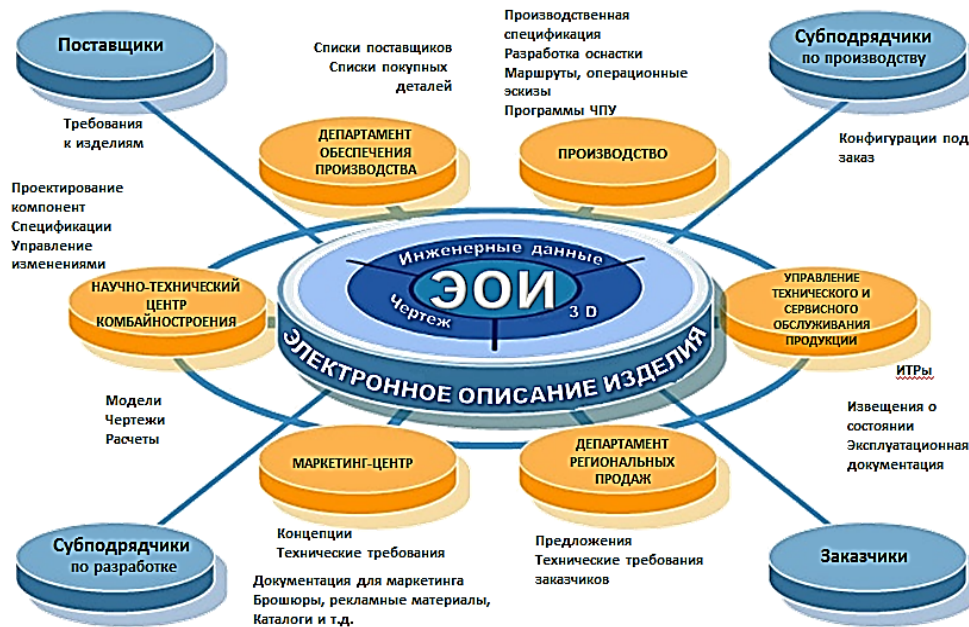 Поставщики
Списки поставщиков
Списки покупных
деталей
Производственная
спецификация
Разработка оснастки
Маршруты, операционные
эскизы
Программы ЧПУ
Субподрядчики
по производству
Требования
к изделиям
ДЕПАРТАМЕНТ
ОБЕСПЕЧЕНИЯ
ПРОИЗВОДСТВА
ПРОИЗВОДСТВО
Конфигурации под
заказ
Проектирование
компонент
Спецификации
Управление
изменениями
НАУЧНО-ТЕХНИЧЕСКИЙ
ЦЕНТР
КОМБАЙНОСТРОЕНИЯ
Инженерные данные
ЭОИ
Чертеж
3 D
ЭЛЕКТРОННОЕ ОПИСАНИЕ ИЗДЕЛИЯ
УПРАВЛЕНИЕ
ТЕХНИЧЕСКОГО И
СЕРВИСНОГО
ОБСЛУЖИВАНИЯ
ПРОДУКЦИИ
ИТРы
Извещения о
состоянии
Эксплуатационная
документация
Модели
Чертежи
Расчеты
МАРКЕТИНГ-ЦЕНТР
ДЕПАРТАМЕНТ
РЕГИОНАЛЬНЫХ
ПРОДАЖ
Субподрядчики
по разработке
Концепции
Технические требования
Документация для маркетинга
Брошюры, рекламные материалы,
Каталоги и т.д.
Предложения
Технические требования
заказчиков
Заказчики